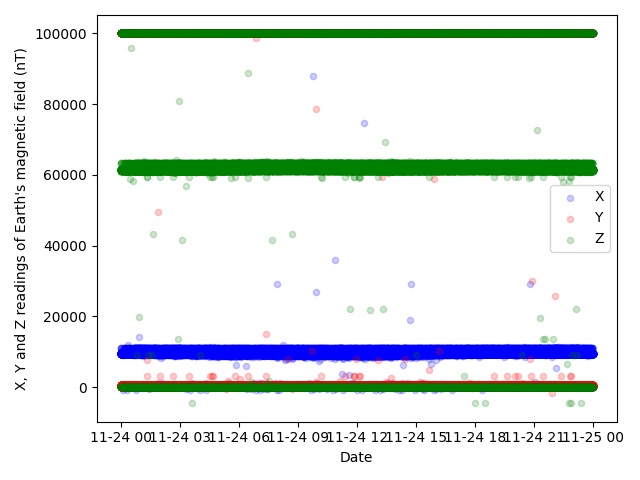 100000
80000
60000
40000
20000
0
X, Y and Z readings of Earth's magnetic field (nT)
X
Y
Z
11-24 00 11-24 03 11-24 06 11-24 09 11-24 12 11-24 15 11-24 18 11-24 21 11-25 00
Date